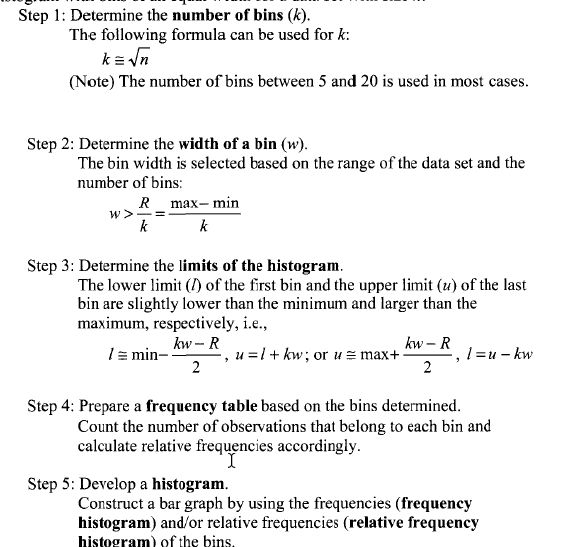 Step 1: Determine the number of bins (k).
The following formula can be used for k:
k ≅ √n
(Note) The number of bins between 5 and 20 is used in most cases.
Step 2: Determine the width of a bin (w).
The bin width is selected based on the range of the data set and the
number of bins:
w > R/k = max− min/k
Step 3: Determine the limits of the histogram.
The lower limit (l) of the first bin and the upper limit (u) of the last
bin are slightly lower than the minimum and larger than the
maximum, respectively, i.e.,
l ≅ min− (kw − R)/2 , u = l + kw; or u ≅ max+ (kw − R)/2 , l = u − kw
Step 4: Prepare a frequency table based on the bins determined.
Count the number of observations that belong to each bin and
calculate relative frequencies accordingly.
Step 5: Develop a histogram.
Construct a bar graph by using the frequencies (frequency
histogram) and/or relative frequencies (relative frequency
histogram) of the bins.